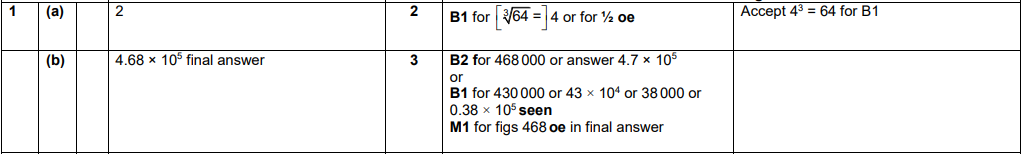 1 (a) 2 2 B1 for [∛64 =] 4 or for ½ oe Accept 4³ = 64 for B1
(b) 4.68 × 10⁵ final answer 3 B2 for 468 000 or answer 4.7 × 10⁵
or
B1 for 430 000 or 43 × 10⁴ or 38 000 or
0.38 × 10⁵ seen
M1 for figs 468 oe in final answer